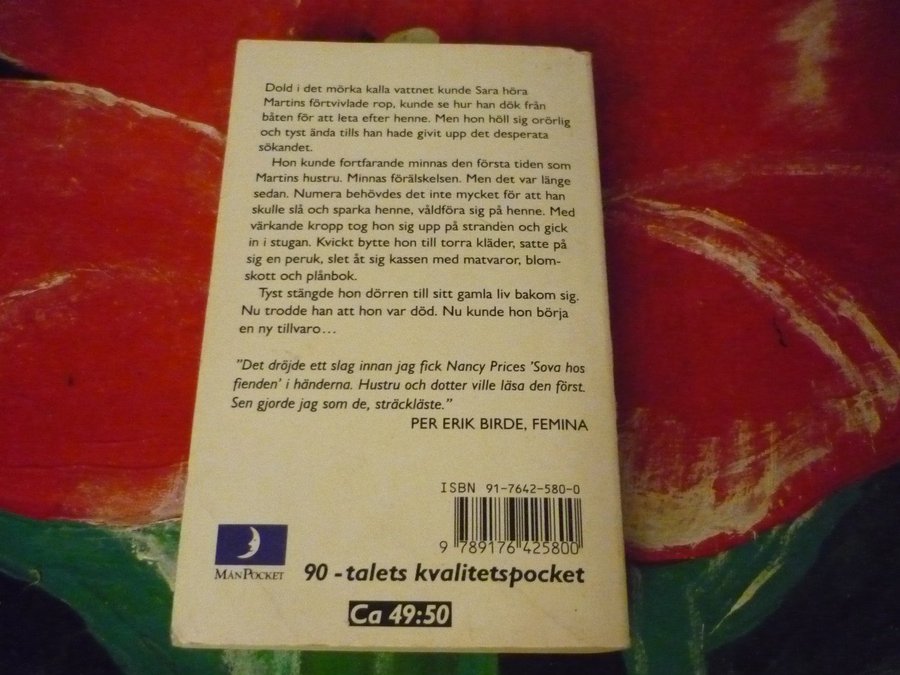 Dold i det mörka kalla vattnet kunde Sara höra
Martins förtvivlade rop, kunde se hur han dök från
båten för att leta efter henne. Men hon höll sig orörlig
och tyst ända tills han hade givit upp det desperata
sökandet.
Hon kunde fortfarande minnas den första tiden som
Martins hustru. Minnas förälskelsen. Men det var länge
sedan. Numera behövdes det inte mycket för att han
skulle slå och sparka henne, våldföra sig på henne. Med
värkande kropp tog hon sig upp på stranden och gick
in i stugan. Kvickt bytte hon till torra kläder, satte på
sig en peruk, slet åt sig kassen med matvaror, blom-
skott och plånbok.
Tyst stängde hon dörren till sitt gamla liv bakom sig.
Nu trodde han att hon var död. Nu kunde hon börja
en ny tillvaro...
"Det dröjde ett slag innan jag fick Nancy Prices 'Sova hos
fienden' i händerna. Hustru och dotter ville läsa den först.
Sen gjorde jag som de, sträckläste."
PER ERIK BIRDE, FEMINA
ISBN 91-7642-580-0
9 789176 425800
MÅNPOCKET
90-talets kvalitetspocket
Ca 49:50